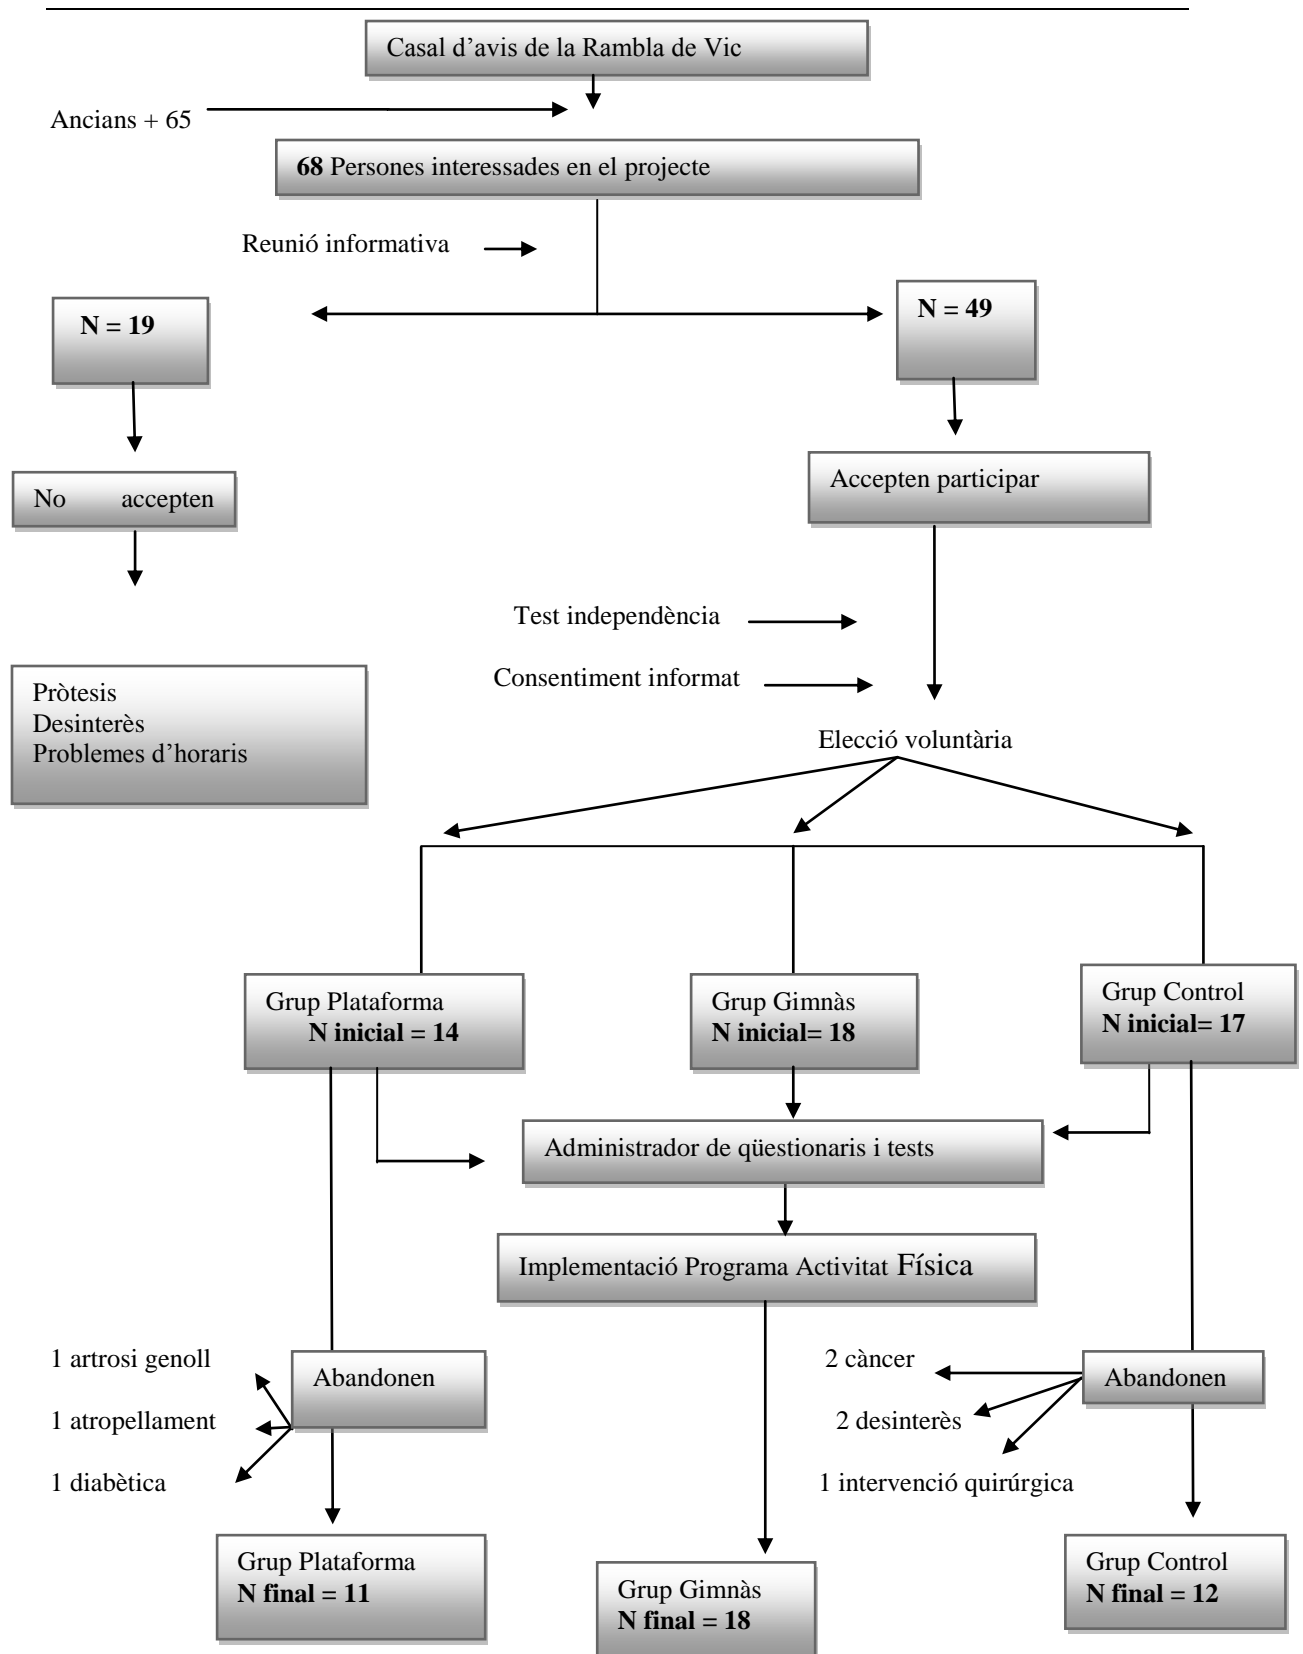 Casal d’avis de la Rambla de Vic
Ancians + 65
68 Persones interessades en el projecte
Reunió informativa
N = 19
N = 49
No accepten
Accepten participar
Test independència
Consentiment informat
Pròtesis
Desinterès
Problemes d’horaris
Elecció voluntària
Grup Plataforma
N inicial = 14
Grup Gimnàs
N inicial= 18
Grup Control
N inicial= 17
Administrador de qüestionaris i tests
Implementació Programa Activitat Física
1 artrosi genoll
1 atropellament
1 diabètica
Abandonen
2 càncer
2 desinterès
1 intervenció quirúrgica
Abandonen
Grup Plataforma
N final = 11
Grup Gimnàs
N final = 18
Grup Control
N final = 12